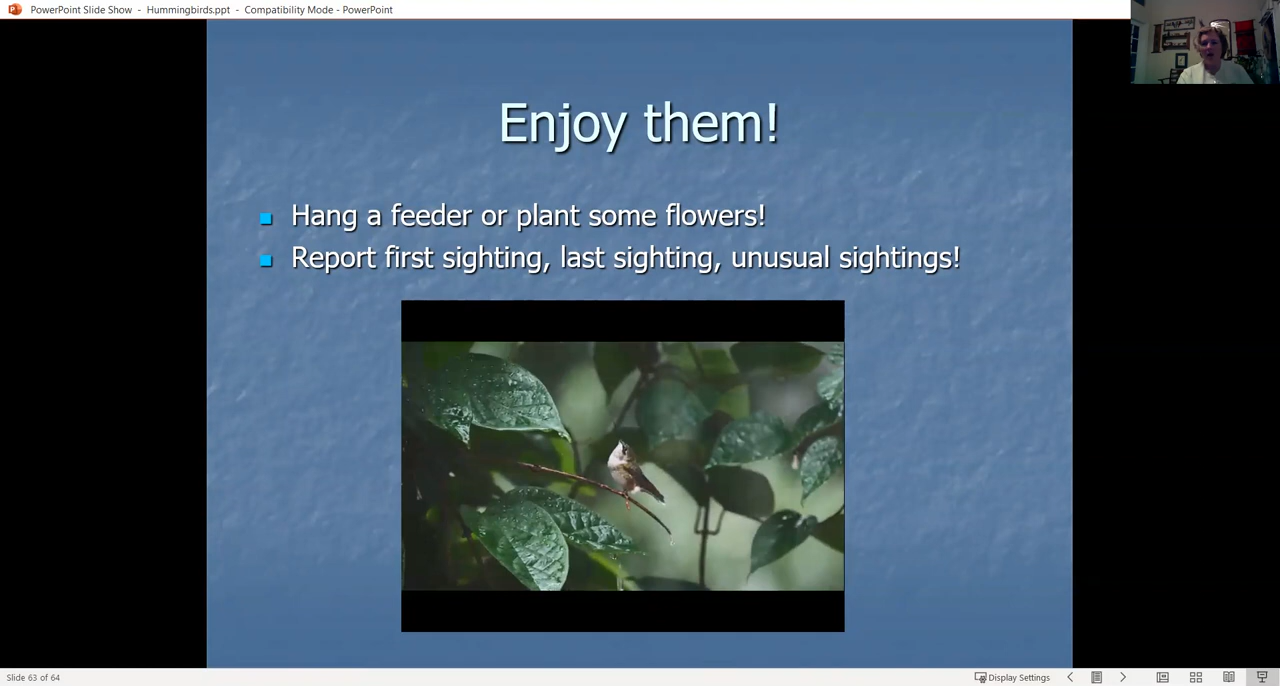 PowerPoint Slide Show - Hummingbirds.ppt - Compatibility Mode - PowerPoint
Enjoy them!
Hang a feeder or plant some flowers!
Report first sighting, last sighting, unusual sightings!
Slide 63 of 64
Display Settings